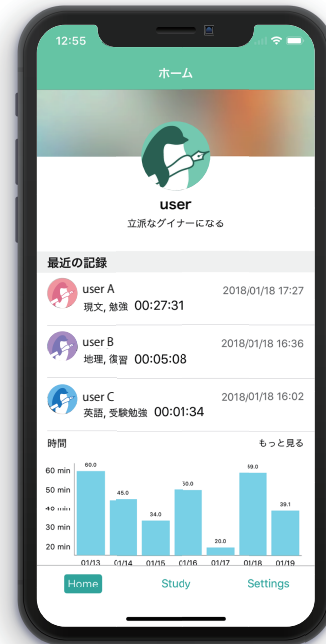 12:55
ホーム
user
立派なグイナーになる
最近の記録
user A
2018/01/18 17:27
現文, 勉強 00:27:31
user B
2018/01/18 16:36
地理, 復習 00:05:08
user C
2018/01/18 16:02
英語, 受験勉強 00:01:34
時間 もっと見る
60 min
50 min
40 min
30 min
20 min
60.0
45.0
34.0
50.0
20.0
59.0
39.1
01/13 01/14 01/15 01/16 01/17 01/18 01/19
Home Study Settings